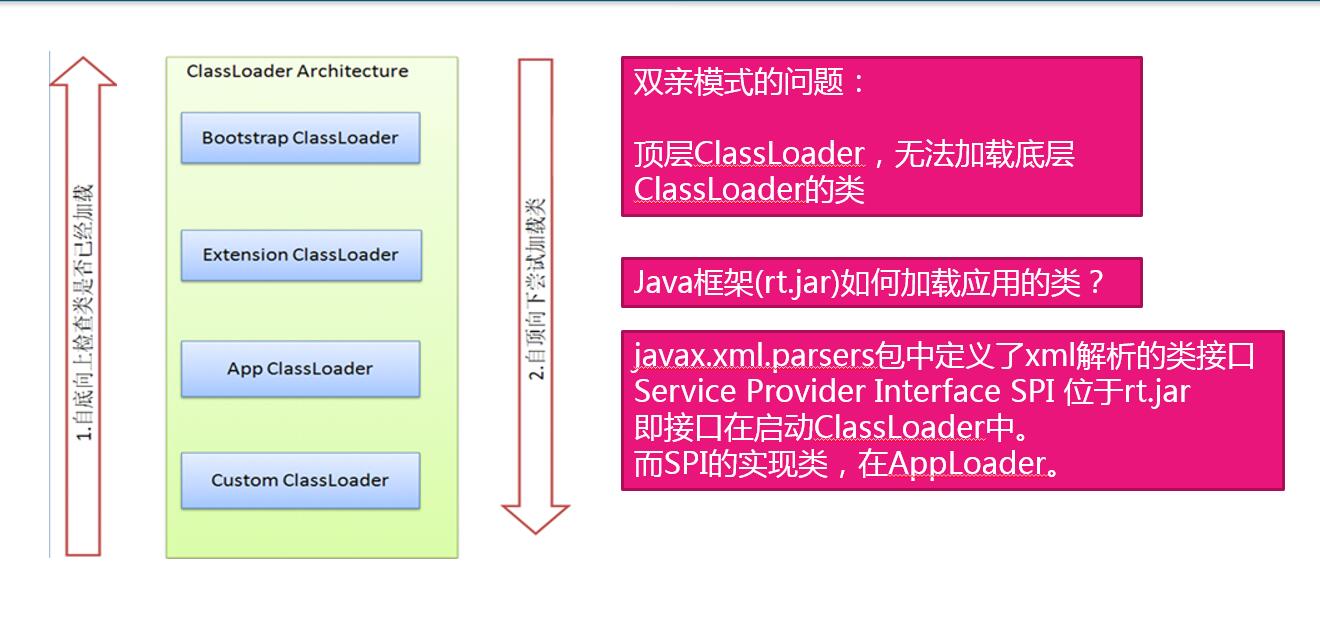 1.自底向上检查类是否已经加载
ClassLoader Architecture
Bootstrap ClassLoader
Extension ClassLoader
App ClassLoader
Custom ClassLoader
2.自顶向下尝试加载类
双亲模式的问题：
顶层ClassLoader，无法加载底层
ClassLoader的类
Java框架(rt.jar)如何加载应用的类？
javax.xml.parsers包中定义了xml解析的类接口
Service Provider Interface SPI 位于rt.jar
即接口在启动ClassLoader中。
而SPI的实现类，在AppLoader。